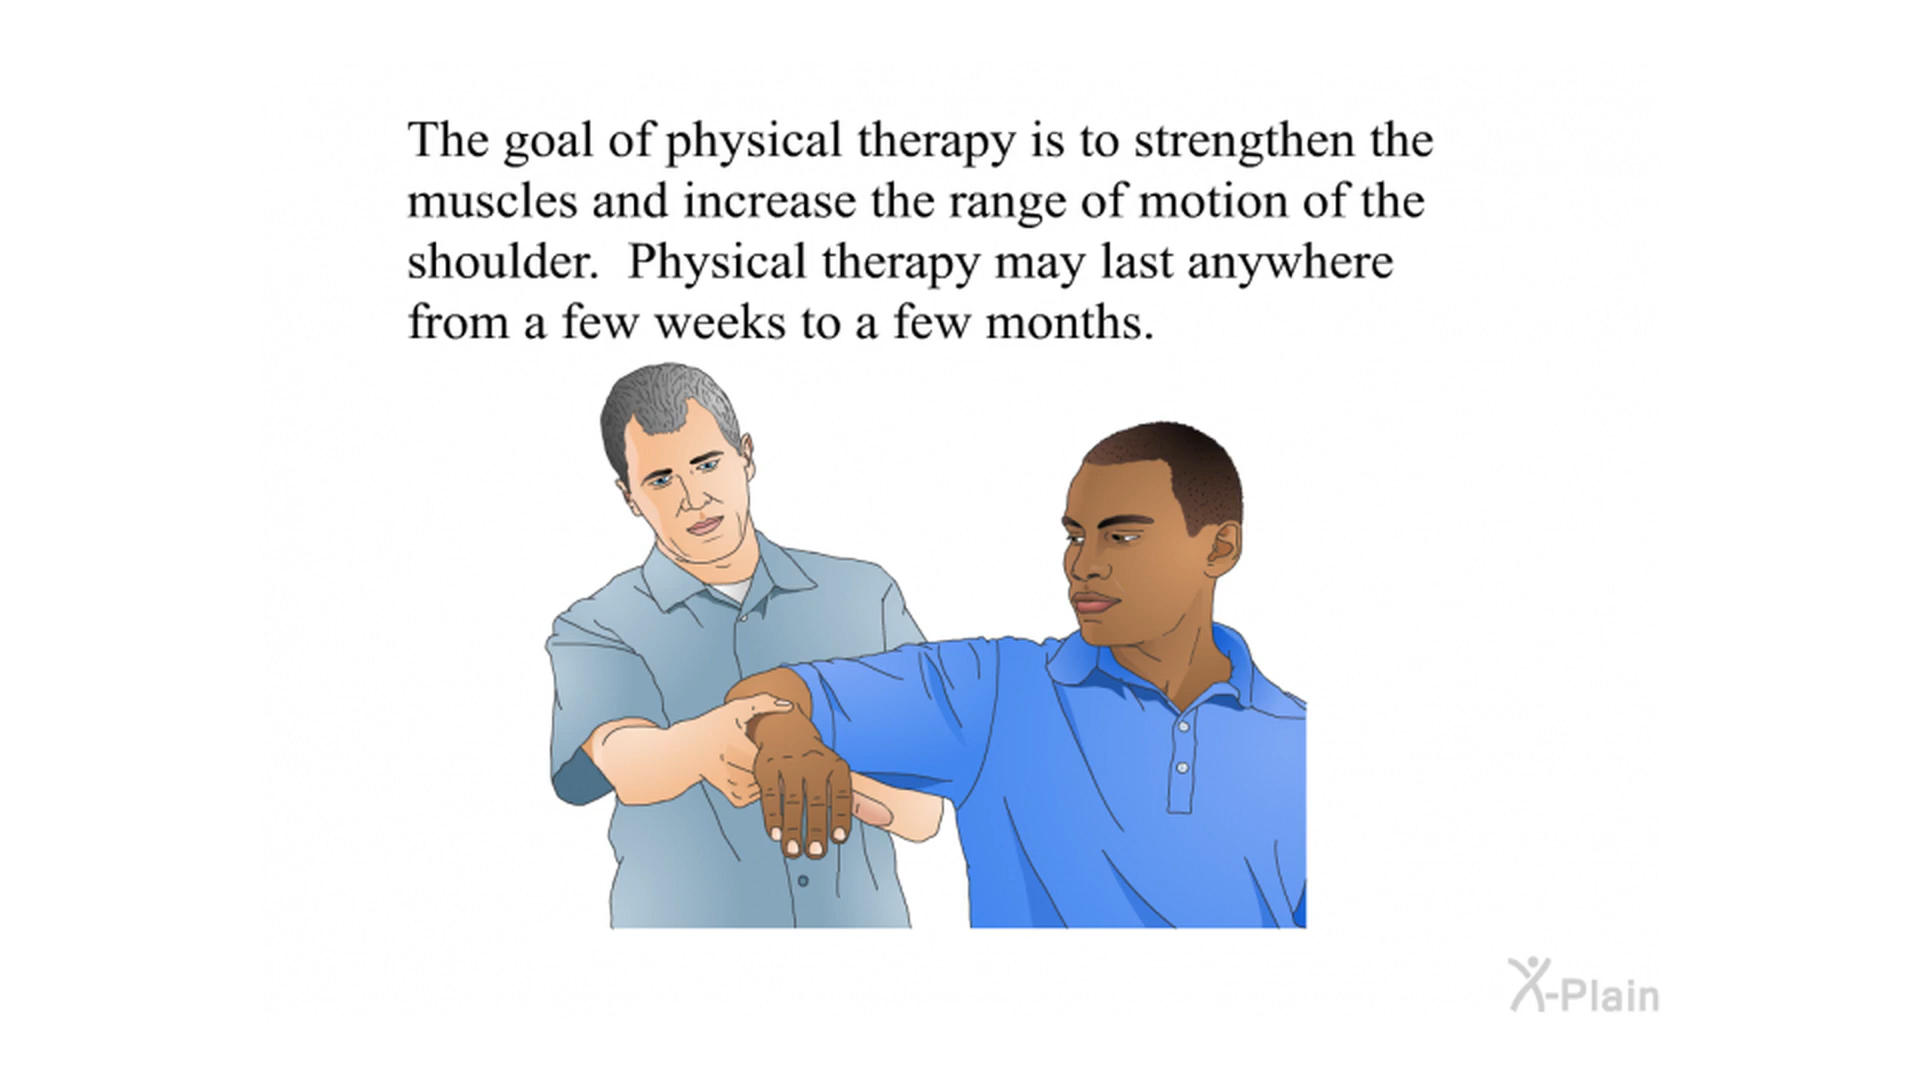 The goal of physical therapy is to strengthen the
muscles and increase the range of motion of the
shoulder.  Physical therapy may last anywhere
from a few weeks to a few months.
X-Plain